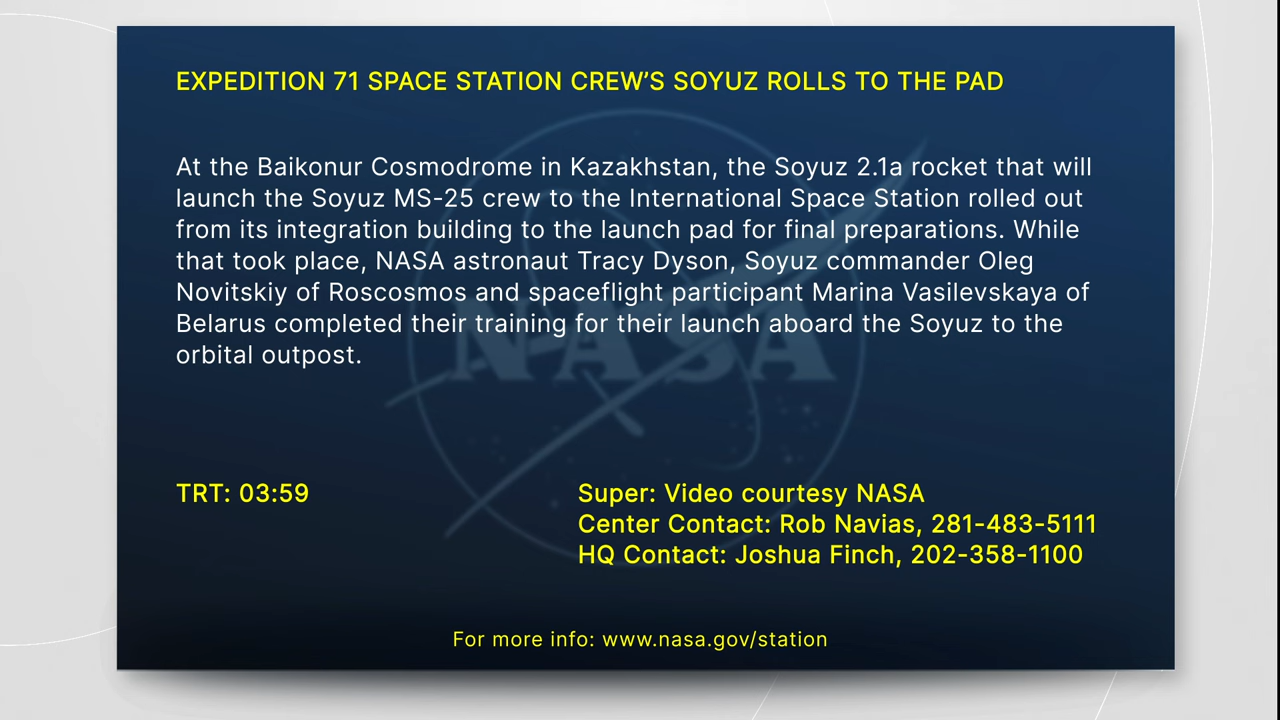 EXPEDITION 71 SPACE STATION CREW’S SOYUZ ROLLS TO THE PAD
At the Baikonur Cosmodrome in Kazakhstan, the Soyuz 2.1a rocket that will
launch the Soyuz MS-25 crew to the International Space Station rolled out
from its integration building to the launch pad for final preparations. While
that took place, NASA astronaut Tracy Dyson, Soyuz commander Oleg
Novitskiy of Roscosmos and spaceflight participant Marina Vasilevskaya of
Belarus completed their training for their launch aboard the Soyuz to the
orbital outpost.
NASA
TRT: 03:59
Super: Video courtesy NASA
Center Contact: Rob Navias, 281-483-5111
HQ Contact: Joshua Finch, 202-358-1100
For more info: www.nasa.gov/station